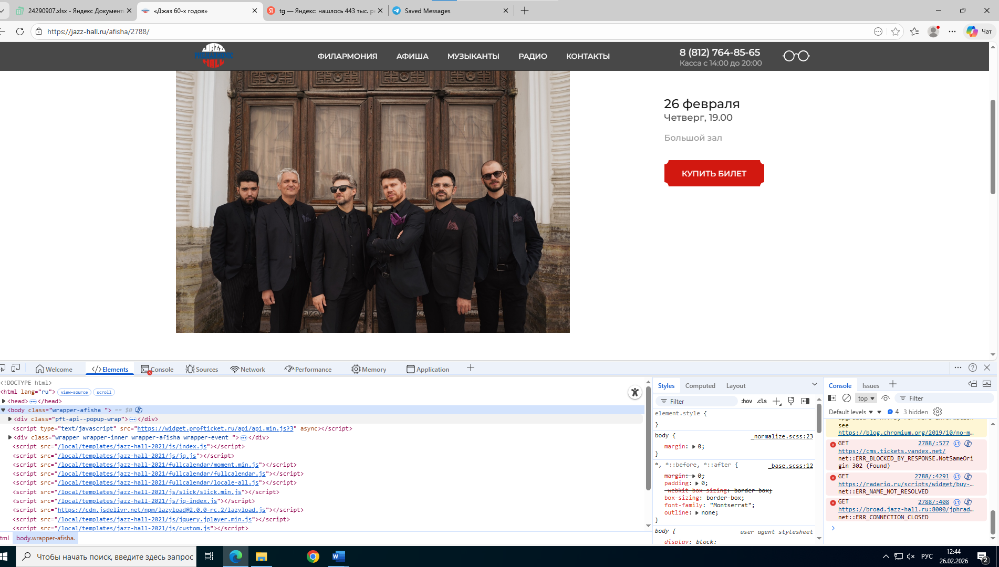 24290907.xlsx - Яндекс Документы
«Джаз 60-х годов»
tg — Яндекс: нашлось 443 тыс. ре
Saved Messages
https://jazz-hall.ru/afisha/2788/
Чат
JAZZ
PHILHARMONIC
HALL
ФИЛАРМОНИЯ
АФИША
МУЗЫКАНТЫ
РАДИО
КОНТАКТЫ
8 (812) 764-85-65
Касса с 14:00 до 20:00
26 февраля
Четверг, 19.00
Большой зал
КУПИТЬ БИЛЕТ
Welcome
Elements
Console
Sources
Network
Performance
Memory
Application
<!DOCTYPE html>
<html lang="ru"> view-source scroll
<head> </head>
<body class="wrapper-afisha "> == $0
<div class="pft-api--popup-wrap"> </div>
<script type="text/javascript" src="https://widget.profticket.ru/api/api.min.js?3" async></script>
<div class="wrapper wrapper-inner wrapper-afisha wrapper-event "> </div>
<script src="/local/templates/jazz-hall-2021/js/index.js"></script>
<script src="/local/templates/jazz-hall-2021/js/jq.js"></script>
<script src="/local/templates/jazz-hall-2021/fullcalendar/moment.min.js"></script>
<script src="/local/templates/jazz-hall-2021/fullcalendar/fullcalendar.js"></script>
<script src="/local/templates/jazz-hall-2021/fullcalendar/locale-all.js"></script>
<script src="/local/templates/jazz-hall-2021/js/slick/slick.min.js"></script>
<script src="/local/templates/jazz-hall-2021/js/jq-index.js"></script>
<script src="https://cdn.jsdelivr.net/npm/lazyload@2.0.0-rc.2/lazyload.js"></script>
<script src="/local/templates/jazz-hall-2021/js/jquery.jplayer.min.js"></script>
<script src="/local/templates/jazz-hall-2021/js/custom.js"></script>
tml
body.wrapper-afisha.
Styles
Computed
Layout
Filter
:hov .cls
element.style {
}
body { _normalize.scss:23
margin: 0;
}
*, *::before, *::after { _base.scss:12
margin: 0;
padding: 0;
-webkit-box-sizing: border-box;
box-sizing: border-box;
font-family: "Montserrat";
outline: none;
}
body { user agent stylesheet
display: block;
Console
Issues
top
Filter
Default levels
4
3 hidden
see
https://blog.chromium.org/2019/10/no-m…
GET 2788/:577
https://cms.tickets.yandex.net/
net::ERR_BLOCKED_BY_RESPONSE.NotSameOri
gin 302 (Found)
GET 2788/:4291
https://radario.ru/scripts/widget/buy-…
net::ERR_NAME_NOT_RESOLVED
GET 2788/:408
https://broad.jazz-hall.ru:8000/jphrad…
net::ERR_CONNECTION_CLOSED
Чтобы начать поиск, введите здесь запрос
РУС
12:44
26.02.2026
2